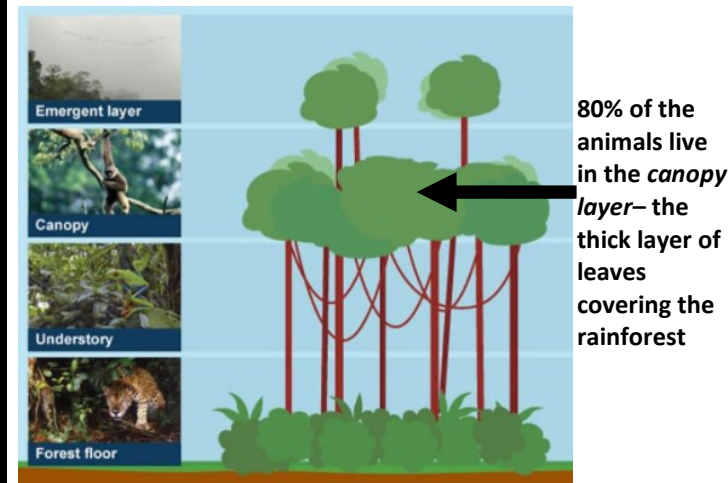 Emergent layer
Canopy
Understory
Forest floor
80% of the
animals live
in the canopy
layer– the
thick layer of
leaves
covering the
rainforest